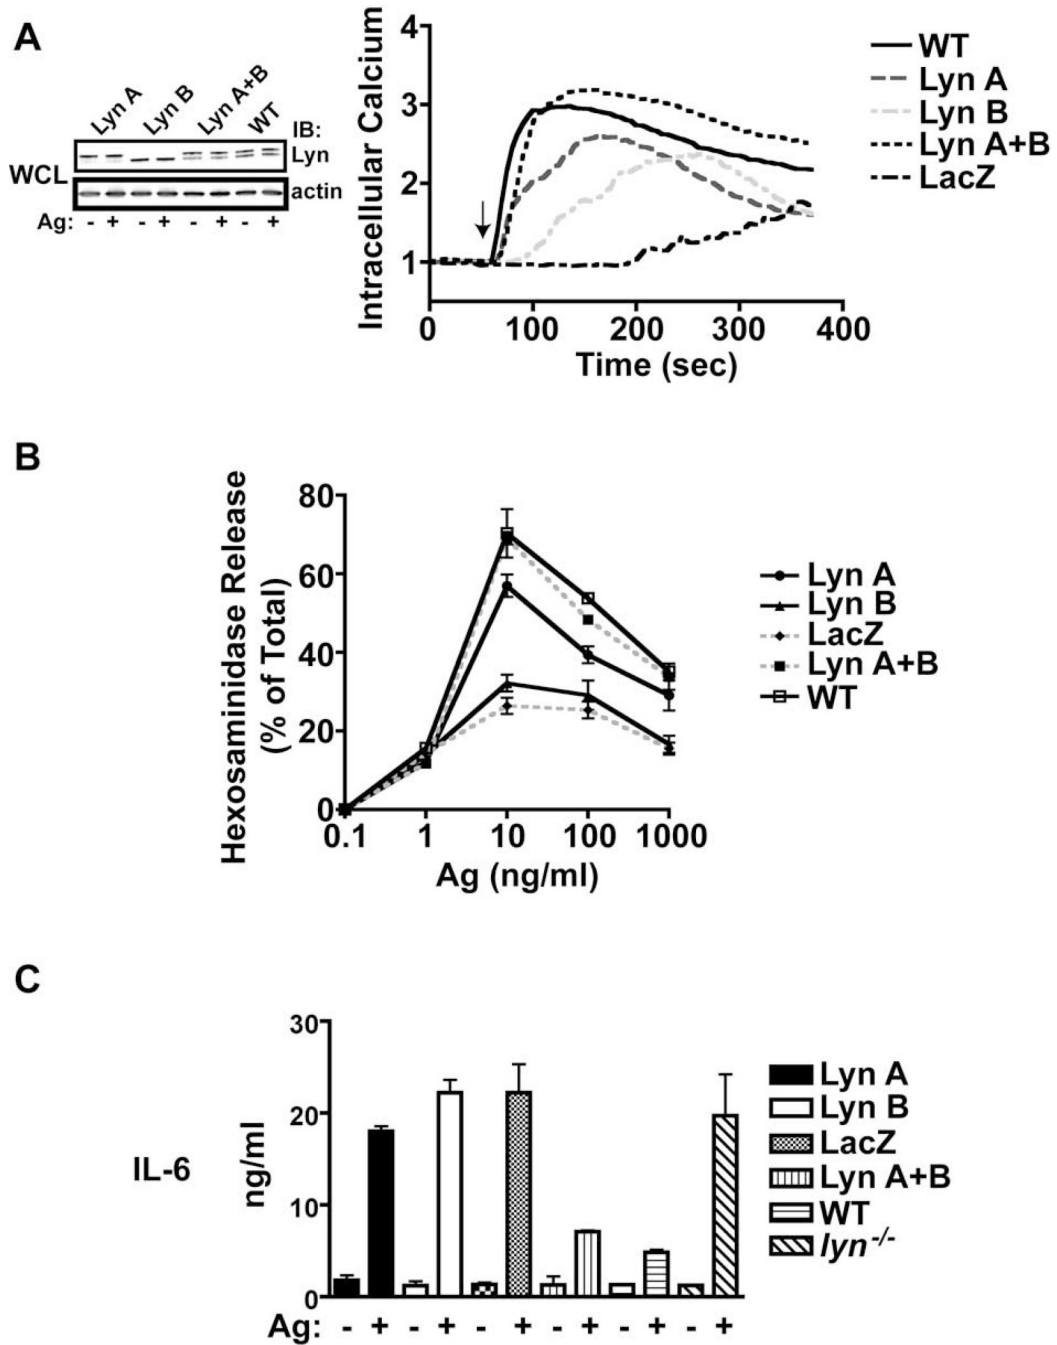 A
Lyn A
Lyn B
Lyn A+B
WT
IB:
WCL
Lyn
actin
Ag: - + - + - + - +
Intracellular Calcium
4
3
2
1
0 100 200 300 400
Time (sec)
WT
Lyn A
Lyn B
Lyn A+B
LacZ
B
Hexosaminidase Release
(% of Total)
80
60
40
20
0
0.1 1 10 100 1000
Ag (ng/ml)
Lyn A
Lyn B
LacZ
Lyn A+B
WT
C
IL-6
ng/ml
30
20
10
0
Ag: - + - + - + - + - + - +
Lyn A
Lyn B
LacZ
Lyn A+B
WT
lyn -/-